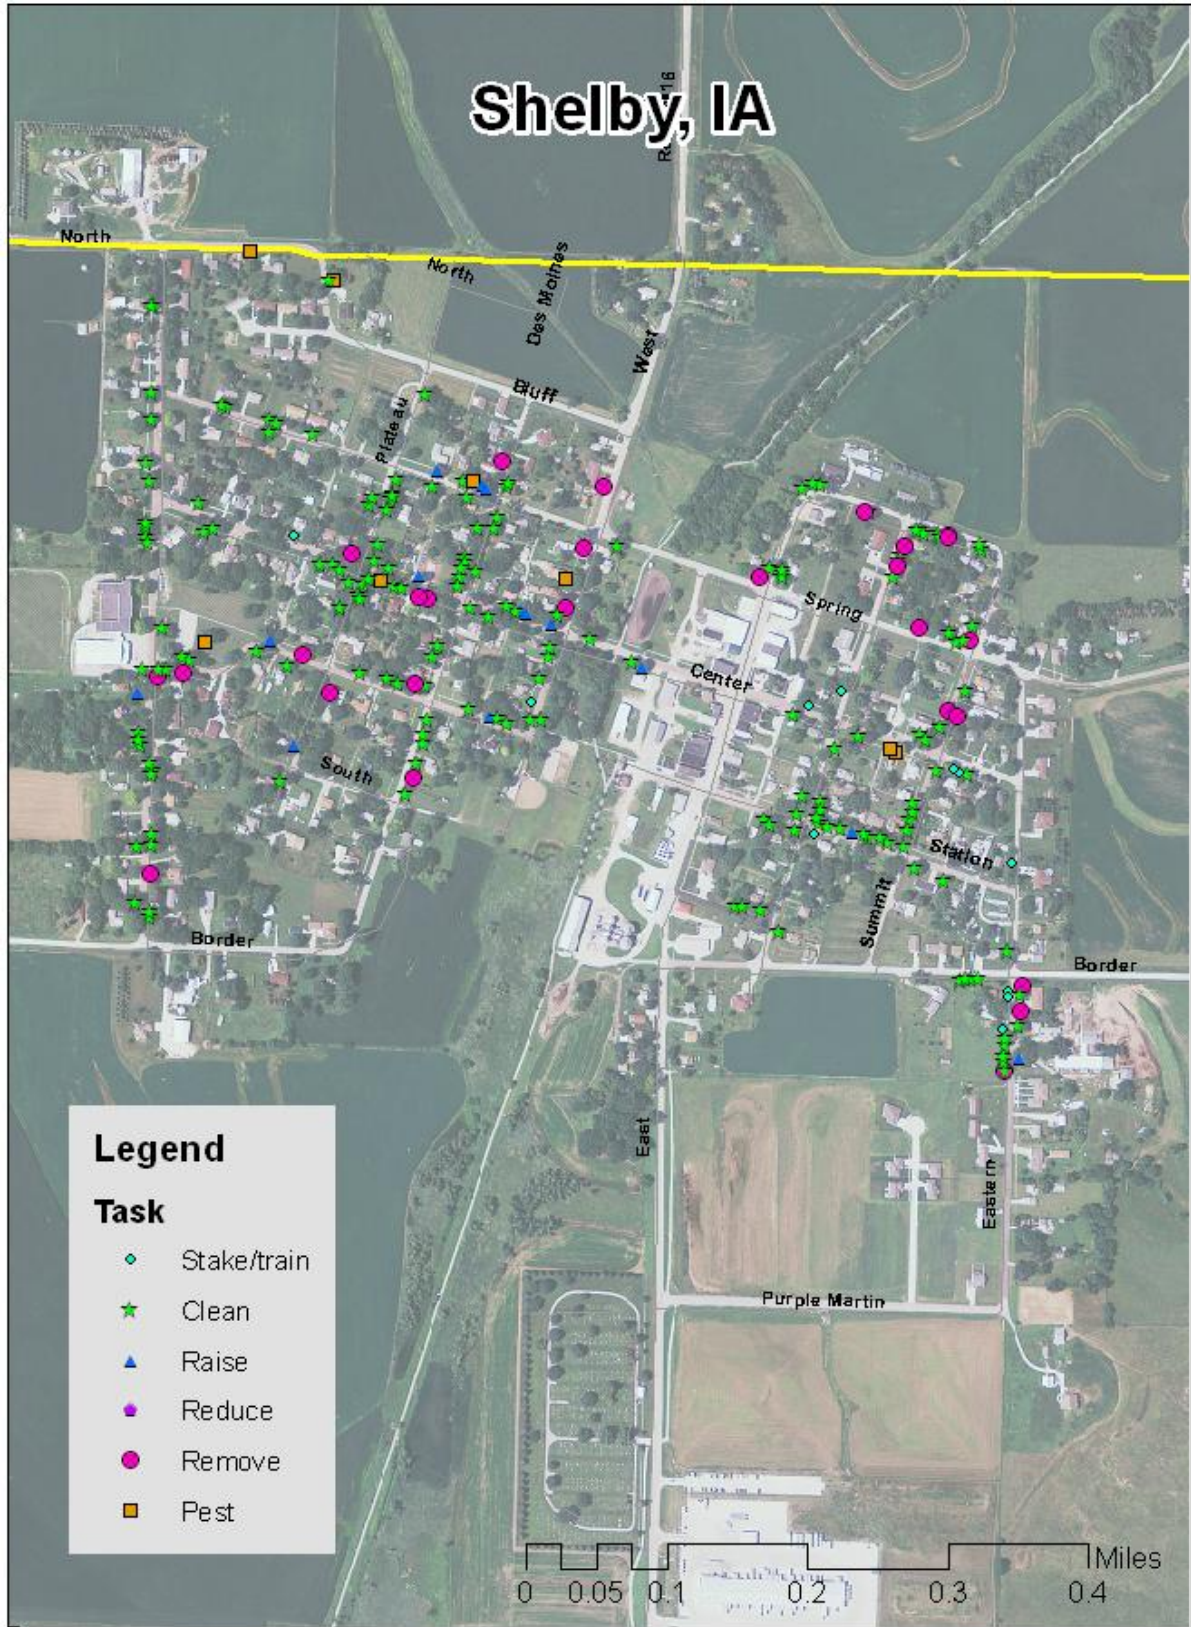 Shelby, IA
North
North
Des Moines
West
Bluff
Plateau
Spring
Center
South
Station
Summit
Border
Border
East
Eastern
Purple Martin
Legend
Task
Stake/train
Clean
Raise
Reduce
Remove
Pest
Miles
0 0.05 0.1 0.2 0.3 0.4